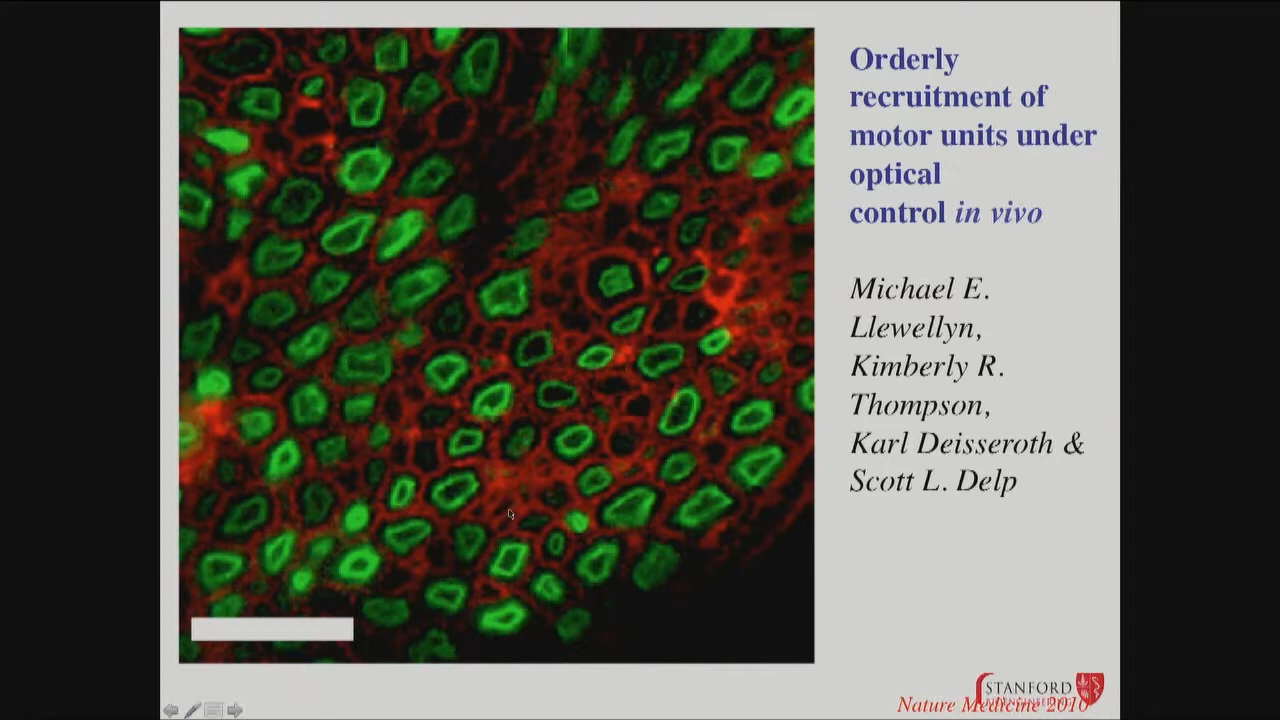 Orderly
recruitment of
motor units under
optical
control in vivo
Michael E.
Llewellyn,
Kimberly R.
Thompson,
Karl Deisseroth &
Scott L. Delp
STANFORD
Nature Medicine 2010